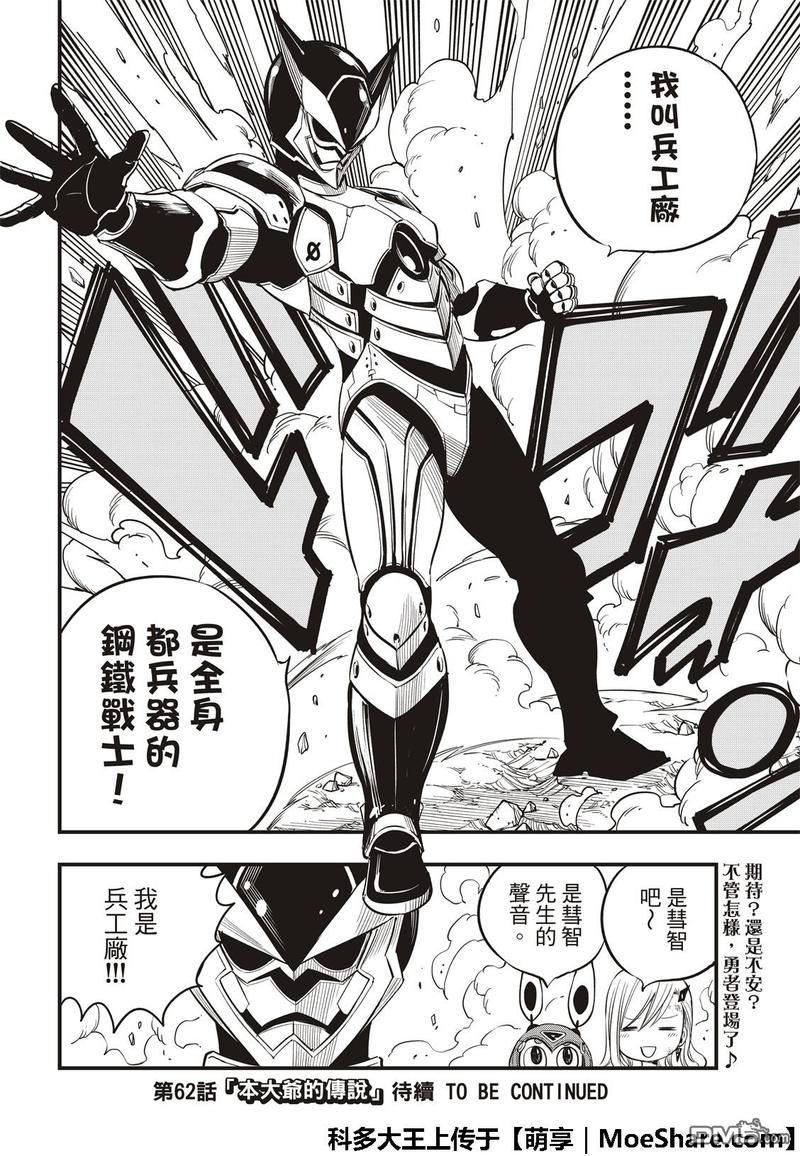 我叫兵工廠
……
是全身
都兵器的
鋼鐵戰士！
期待？還是不安？
不管怎樣，勇者登場了♪
是彗智
吧～
是彗智
先生的
聲音。
我是
兵工廠!!!
第62話「本大爺的傳說」待續 TO BE CONTINUED
科多大王上传于【萌享｜MoeShare.com】